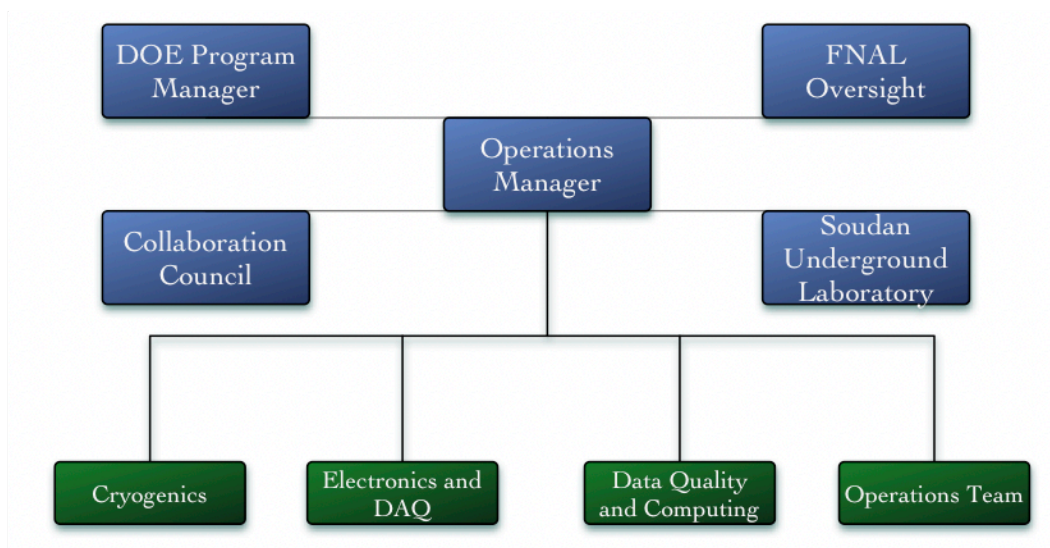 DOE Program
Manager
FNAL
Oversight
Operations
Manager
Collaboration
Council
Soudan
Underground
Laboratory
Cryogenics
Electronics and
DAQ
Data Quality
and Computing
Operations Team